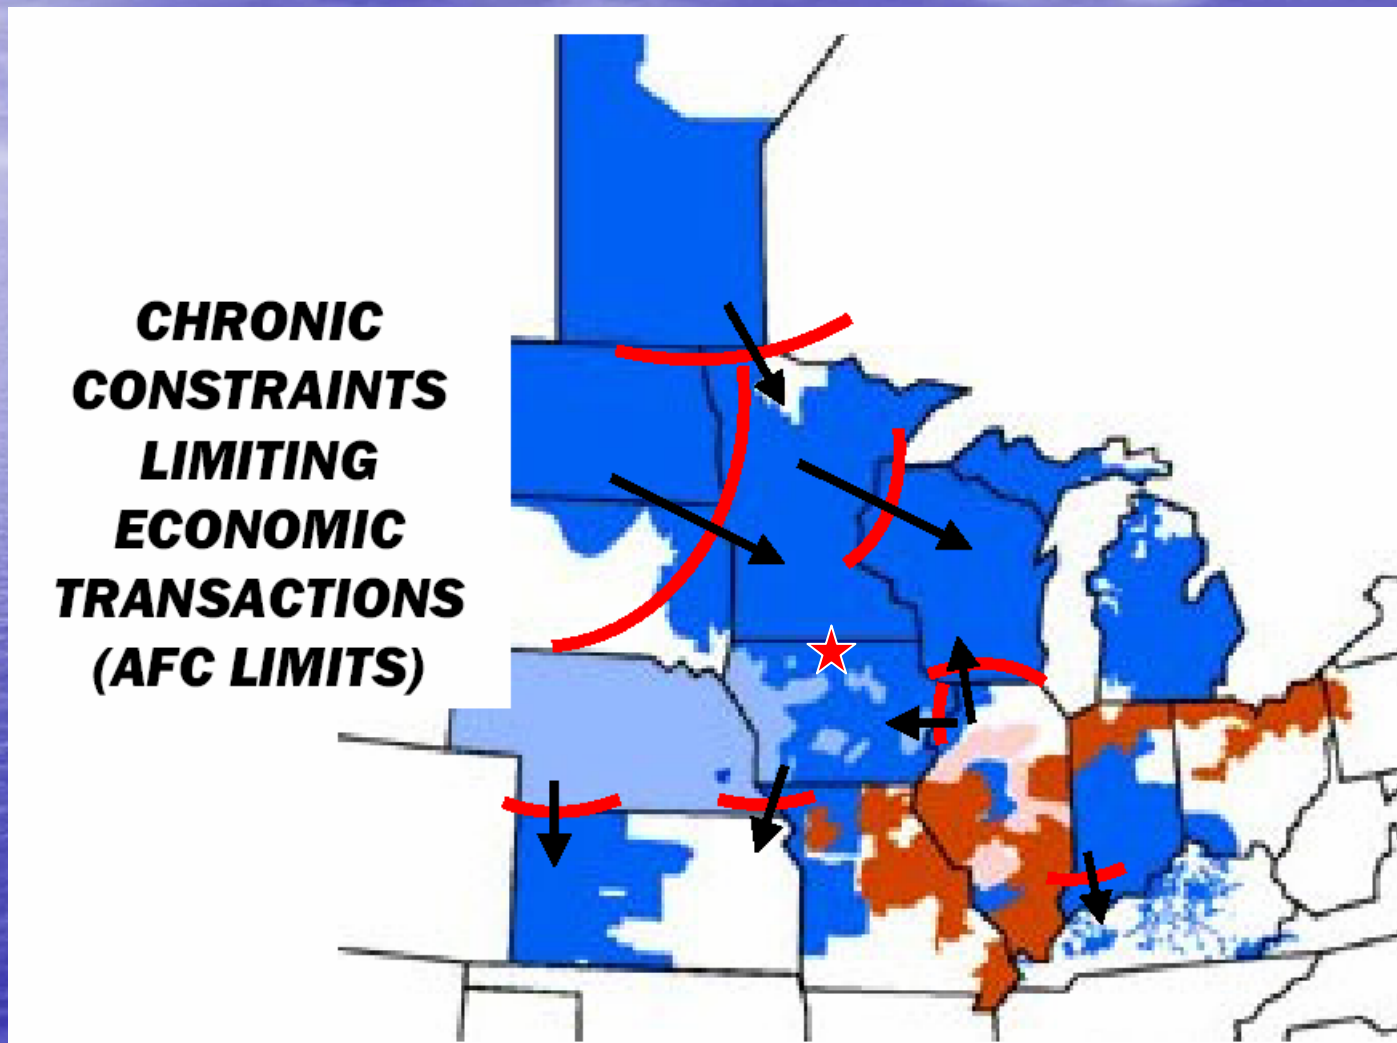 CHRONIC
CONSTRAINTS
LIMITING
ECONOMIC
TRANSACTIONS
(AFC LIMITS)